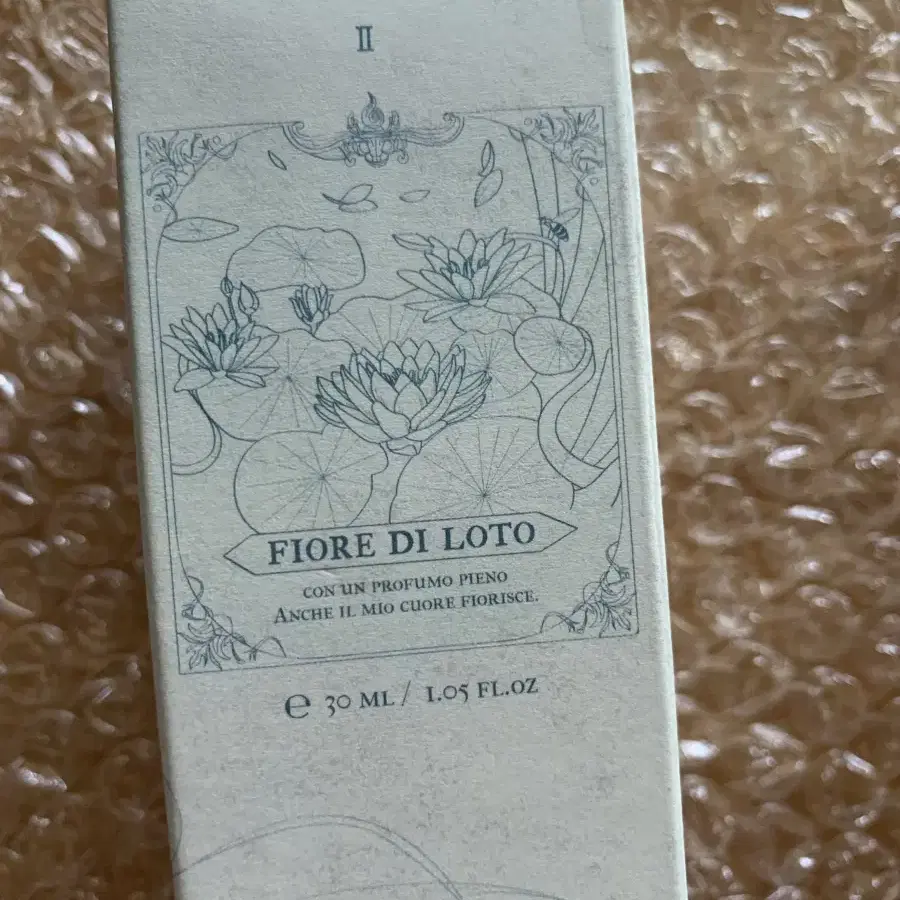 II
FIORE DI LOTO
CON UN PROFUMO PIENO
ANCHE IL MIO CUORE FIORISCE.
℮ 30 ML / 1.05 FL.OZ